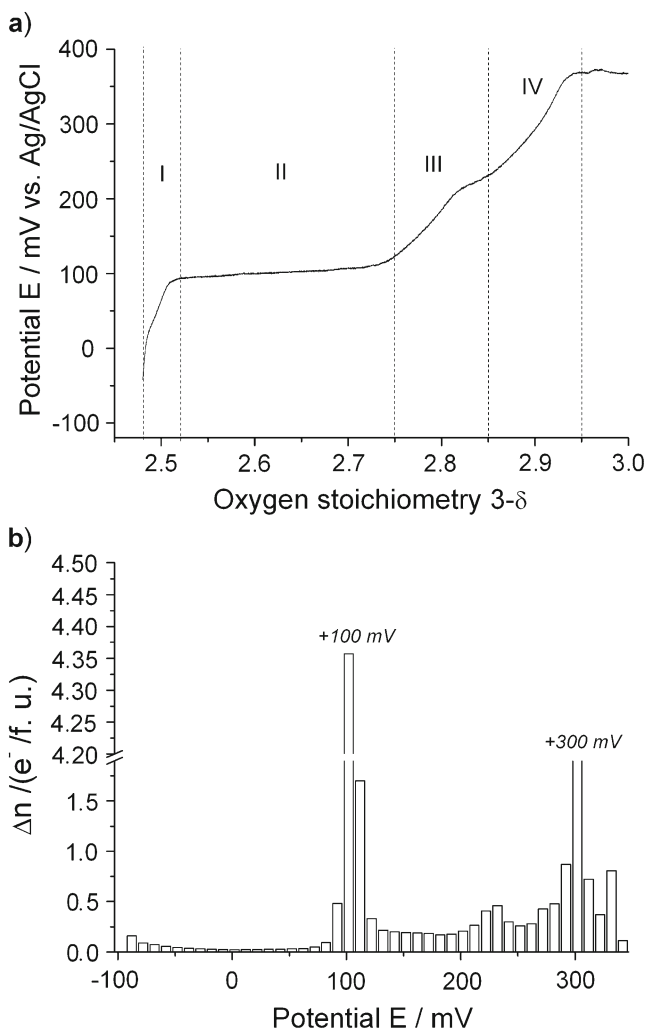 a)
400
300
200
100
0
-100
Potential E / mV vs. Ag/AgCl
I
II
III
IV
2.5 2.6 2.7 2.8 2.9 3.0
Oxygen stoichiometry 3-δ
b)
4.50
4.45
4.40
4.35
4.30
4.25
4.20
1.5
1.0
0.5
0.0
Δn /(e⁻ /f. u.)
+100 mV
+300 mV
-100 0 100 200 300
Potential E / mV